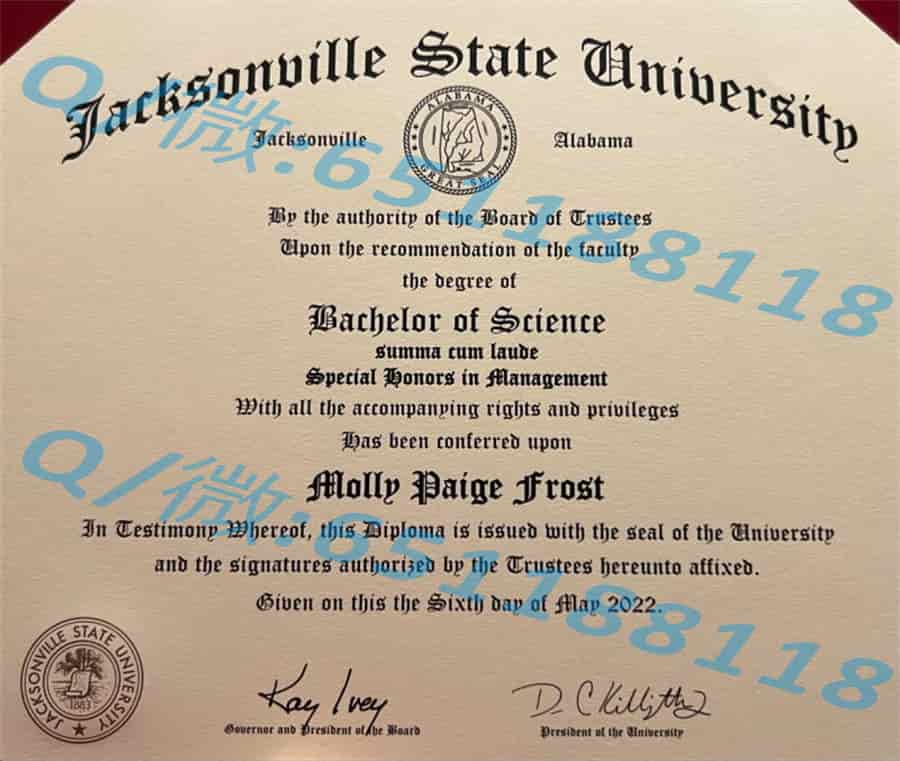 Jacksonville State University
Jacksonville
Alabama
ALABAMA
GREAT SEAL
By the authority of the Board of Trustees
Upon the recommendation of the faculty
the degree of
Bachelor of Science
summa cum laude
Special Honors in Management
With all the accompanying rights and privileges
Has been conferred upon
Molly Paige Frost
In Testimony Whereof, this Diploma is issued with the seal of the University
and the signatures authorized by the Trustees hereunto affixed.
Given on this the Sixth day of May 2022.
JACKSONVILLE STATE UNIVERSITY
1883
Kay Ivey
Governor and President of the Board
D. C Killi
President of the University
Q/微:651188118
Q/微:651188118